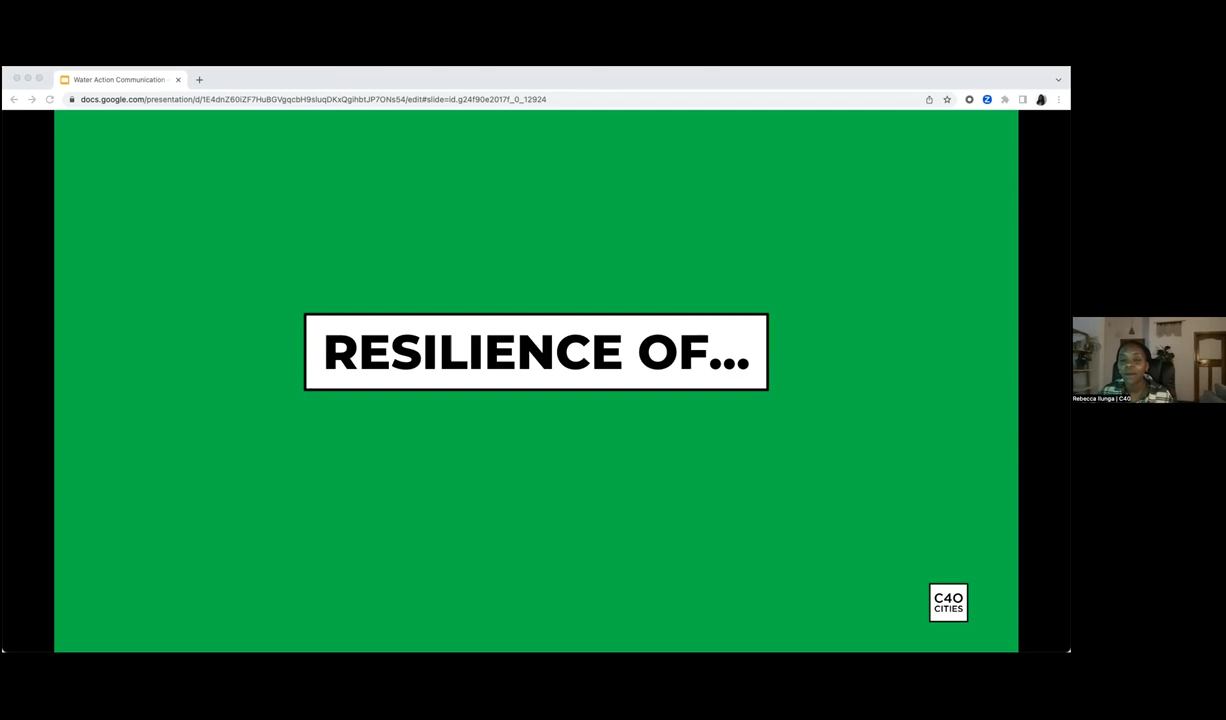 Water Action Communication
docs.google.com/presentation/d/1E4dnZ60iZF7HuBGVgqcbH9sluqDKxQgihbtJP7ONs54/edit#slide=id.g24f90e2017f_0_12924
RESILIENCE OF...
C40
CITIES
Rebecca Ilunga | C40